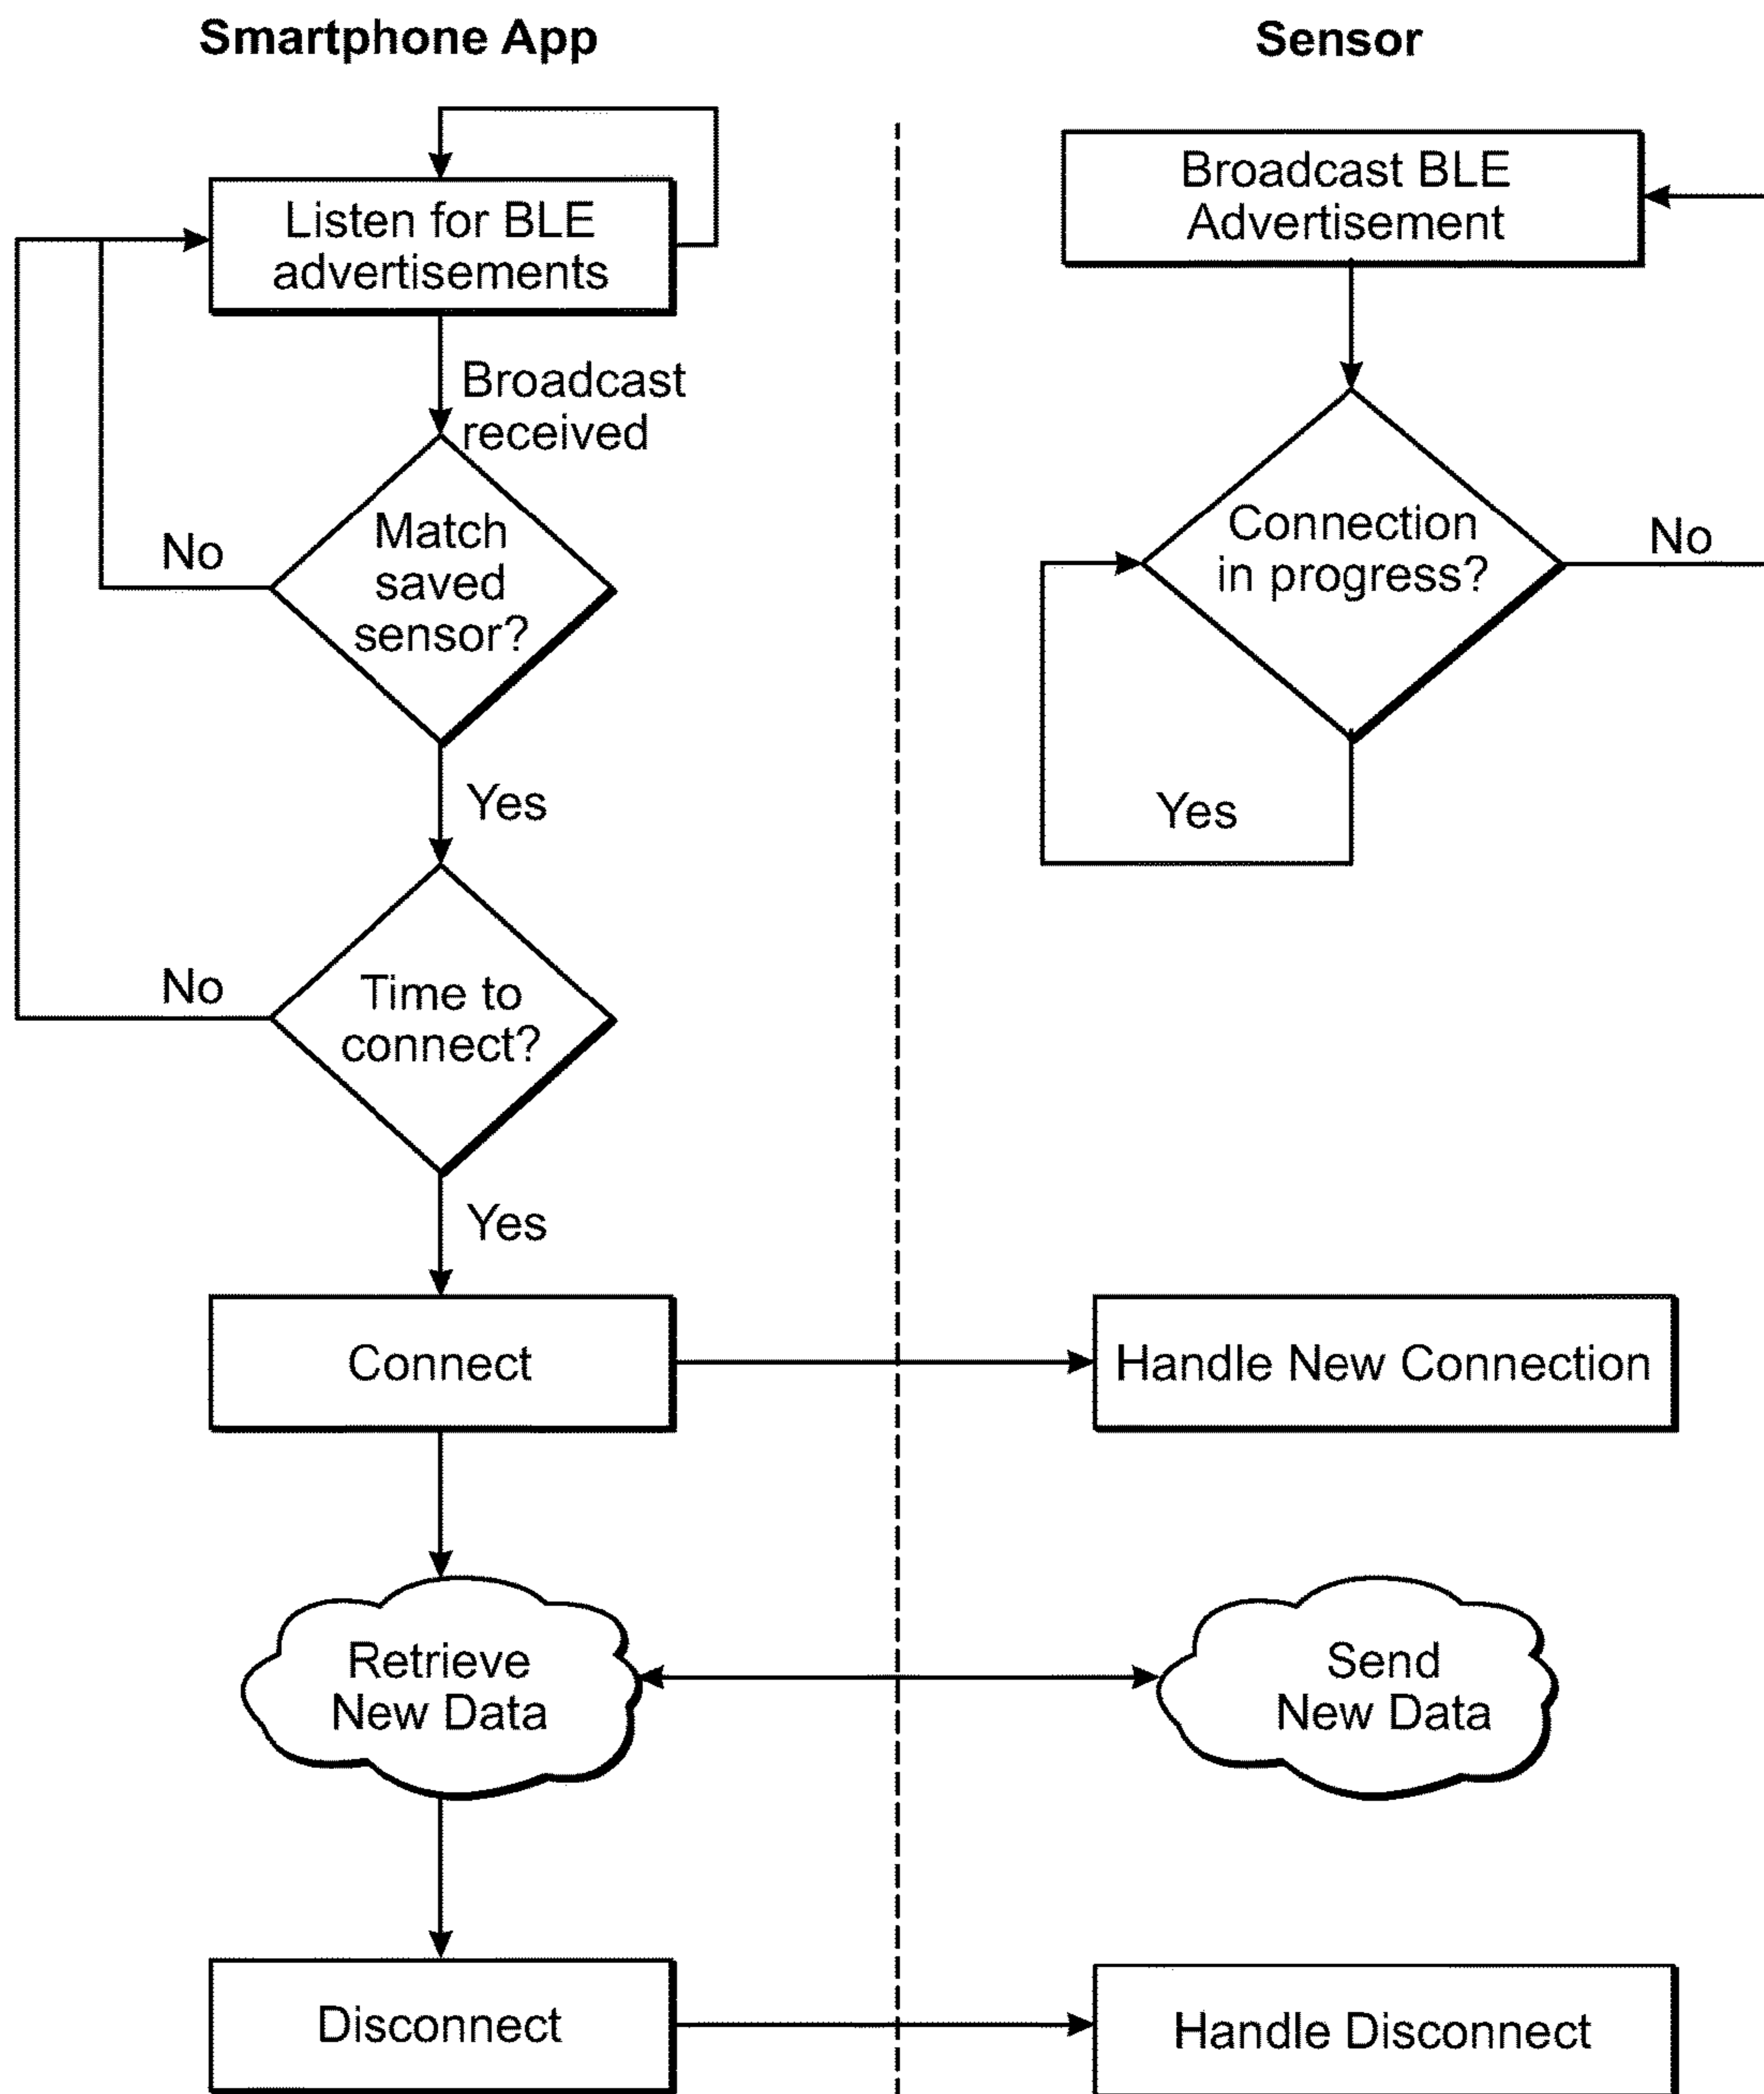 Smartphone App
Sensor
Listen for BLE
advertisements
Broadcast BLE
Advertisement
Broadcast
received
Match
saved
sensor?
No
Connection
in progress?
No
Yes
Yes
Time to
connect?
No
Yes
Connect
Handle New Connection
Retrieve
New Data
Send
New Data
Disconnect
Handle Disconnect